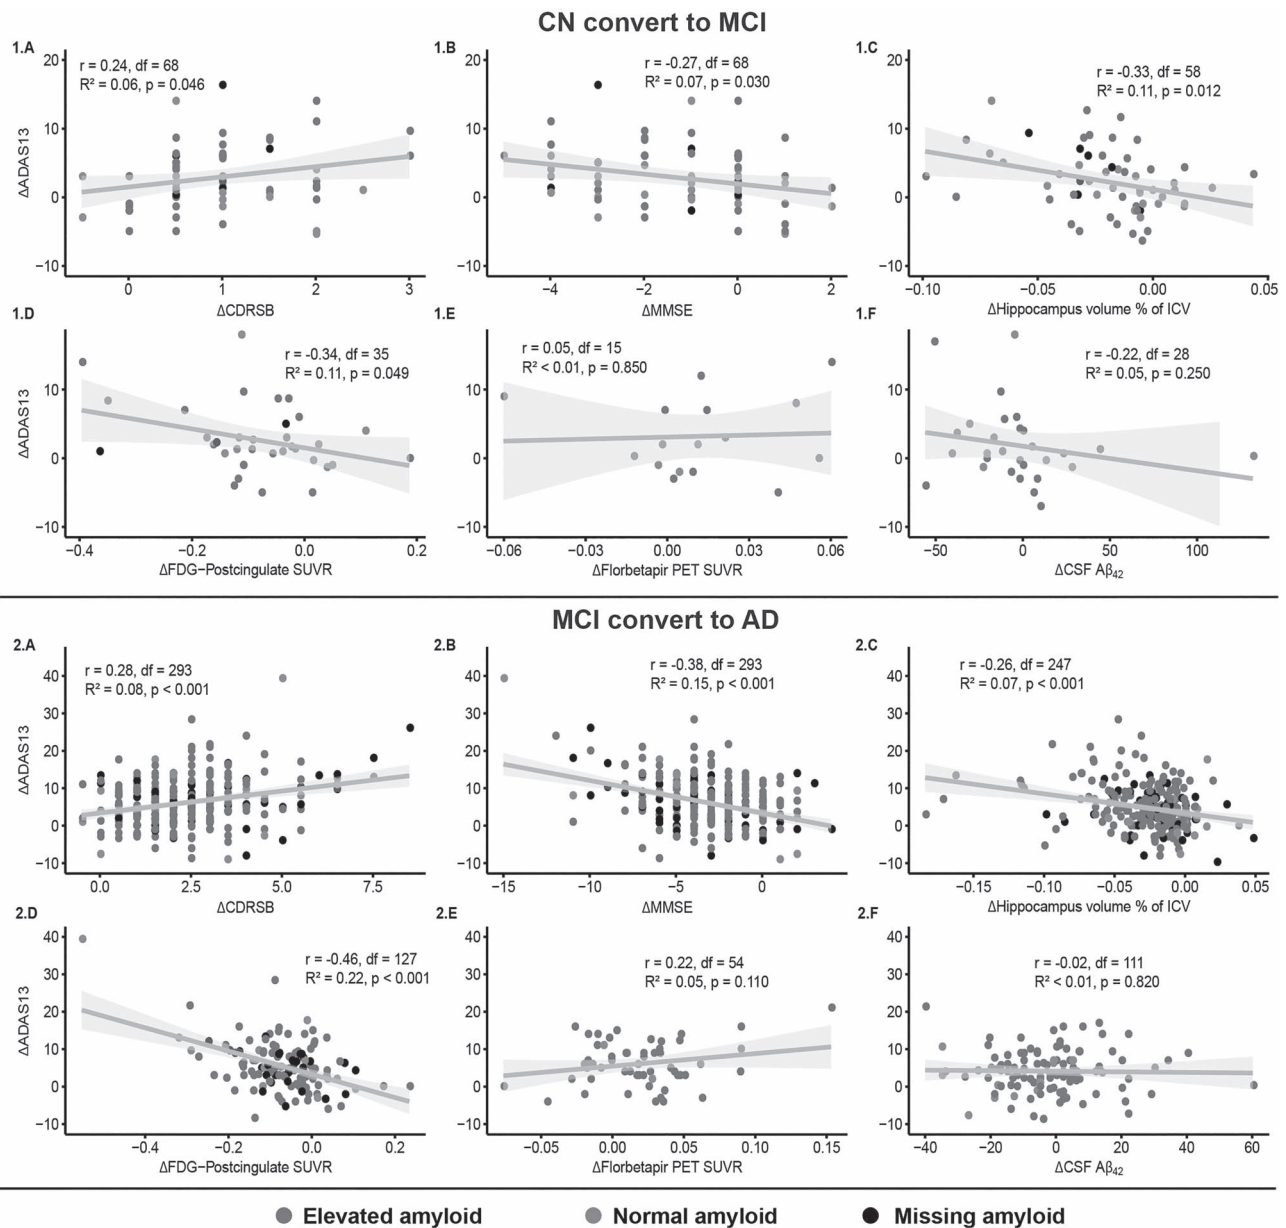 CN convert to MCI
1.A
r = 0.24, df = 68
R² = 0.06, p = 0.046
20
10
0
−10
ΔADAS13
0 1 2 3
ΔCDRSB
1.B
r = -0.27, df = 68
R² = 0.07, p = 0.030
20
10
0
−10
−4 −2 0 2
ΔMMSE
1.C
r = -0.33, df = 58
R² = 0.11, p = 0.012
20
10
0
−10
−0.10 −0.05 0.00 0.05
ΔHippocampus volume % of ICV
1.D
r = -0.34, df = 35
R² = 0.11, p = 0.049
10
0
−10
ΔADAS13
−0.4 −0.2 0.0 0.2
ΔFDG−Postcingulate SUVR
1.E
r = 0.05, df = 15
R² < 0.01, p = 0.850
10
0
−10
−0.06 −0.03 0.00 0.03 0.06
ΔFlorbetapir PET SUVR
1.F
r = -0.22, df = 28
R² = 0.05, p = 0.250
10
0
−10
−50 0 50 100
ΔCSF Aβ₄₂
MCI convert to AD
2.A
r = 0.28, df = 293
R² = 0.08, p < 0.001
40
30
20
10
0
−10
ΔADAS13
0.0 2.5 5.0 7.5
ΔCDRSB
2.B
r = -0.38, df = 293
R² = 0.15, p < 0.001
40
30
20
10
0
−10
−15 −10 −5 0
ΔMMSE
2.C
r = -0.26, df = 247
R² = 0.07, p < 0.001
40
30
20
10
0
−10
−0.15 −0.10 −0.05 0.00 0.05
ΔHippocampus volume % of ICV
2.D
r = -0.46, df = 127
R² = 0.22, p < 0.001
40
30
20
10
0
−10
ΔADAS13
−0.4 −0.2 0.0 0.2
ΔFDG−Postcingulate SUVR
2.E
r = 0.22, df = 54
R² = 0.05, p = 0.110
40
30
20
10
0
−10
−0.05 0.00 0.05 0.10 0.15
ΔFlorbetapir PET SUVR
2.F
r = -0.02, df = 111
R² < 0.01, p = 0.820
40
30
20
10
0
−10
−40 −20 0 20 40 60
ΔCSF Aβ₄₂
Elevated amyloid Normal amyloid Missing amyloid